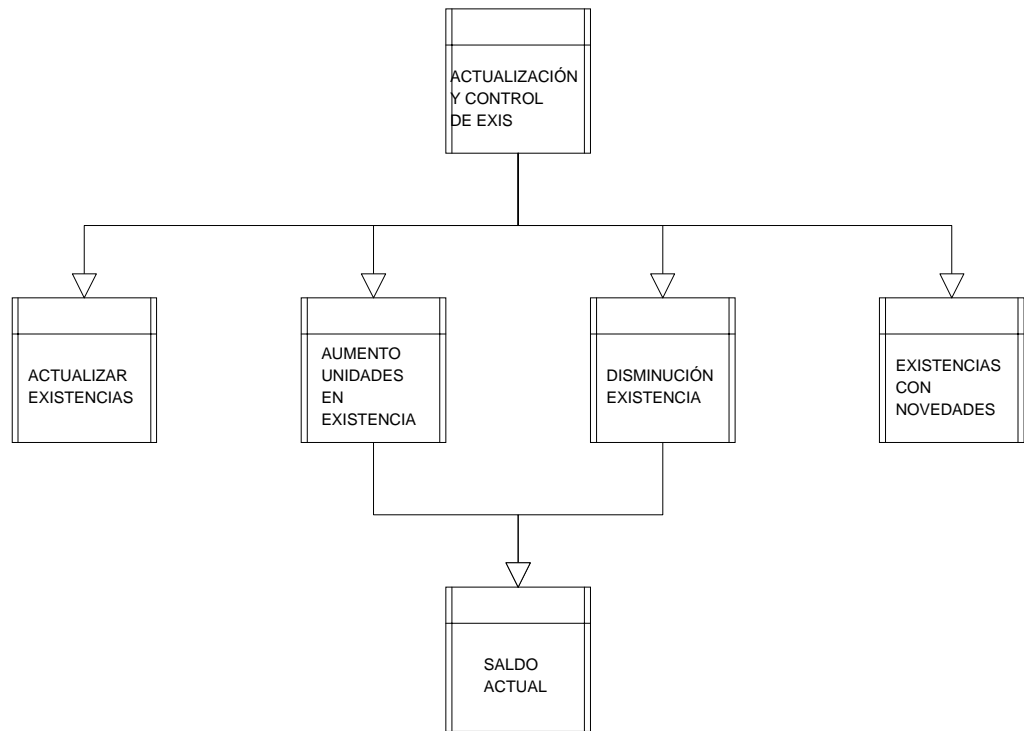 ACTUALIZACIÓN
Y CONTROL
DE EXIS
ACTUALIZAR
EXISTENCIAS
AUMENTO
UNIDADES
EN
EXISTENCIA
DISMINUCIÓN
EXISTENCIA
EXISTENCIAS
CON
NOVEDADES
SALDO
ACTUAL